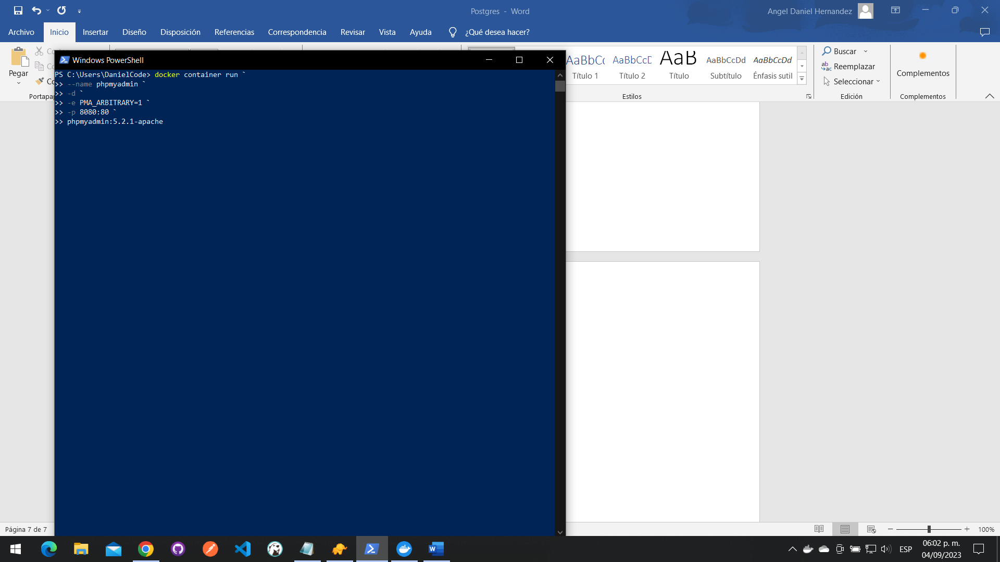 Postgres - Word
Angel Daniel Hernandez
Archivo Inicio Insertar Diseño Disposición Referencias Correspondencia Revisar Vista Ayuda ¿Qué desea hacer?
Pegar
Portapap
Windows PowerShell
PS C:\Users\DanielCode> docker container run `
>> --name phpmyadmin `
>> -d `
>> -e PMA_ARBITRARY=1 `
>> -p 8080:80 `
>> phpmyadmin:5.2.1-apache
AaBbCc AaBbCcD AaB AaBbCcDd AaBbCcDd
Título 1 Título 2 Título Subtítulo Énfasis sutil
Estilos
Buscar
Reemplazar
Seleccionar
Edición
Complementos
Complementos
Página 7 de 7
100%
ESP
06:02 p. m.
04/09/2023